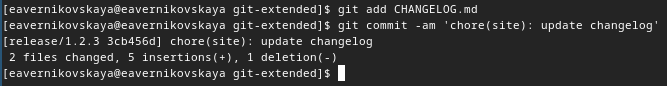 [eavernikovskaya@eavernikovskaya git-extended]$ git add CHANGELOG.md
[eavernikovskaya@eavernikovskaya git-extended]$ git commit -am 'chore(site): update changelog'
[release/1.2.3 3cb456d] chore(site): update changelog
 2 files changed, 5 insertions(+), 1 deletion(-)
[eavernikovskaya@eavernikovskaya git-extended]$